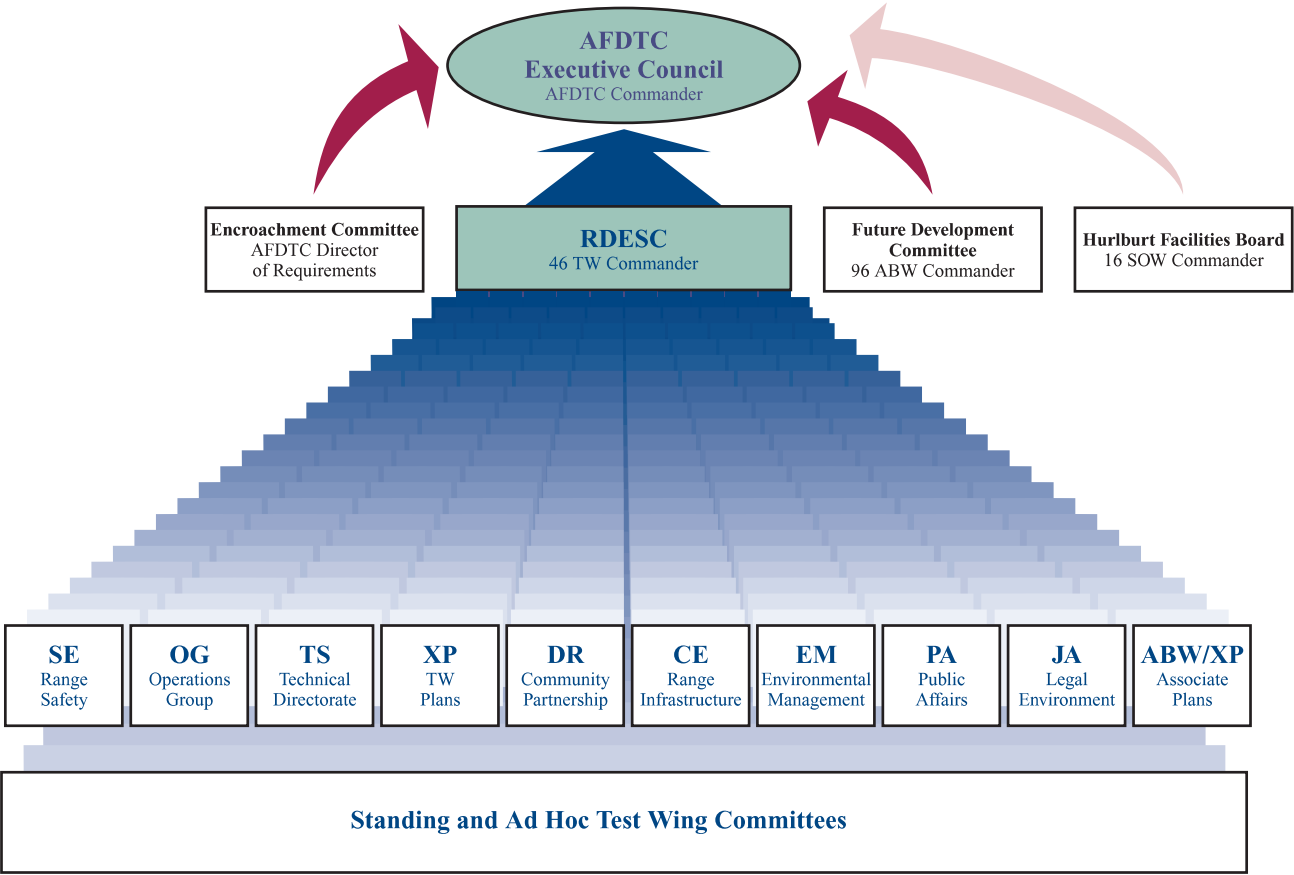 AFDTC
Executive Council
AFDTC Commander
Encroachment Committee
AFDTC Director
of Requirements
RDESC
46 TW Commander
Future Development
Committee
96 ABW Commander
Hurlburt Facilities Board
16 SOW Commander
SE
Range
Safety
OG
Operations
Group
TS
Technical
Directorate
XP
TW
Plans
DR
Community
Partnership
CE
Range
Infrastructure
EM
Environmental
Management
PA
Public
Affairs
JA
Legal
Environment
ABW/XP
Associate
Plans
Standing and Ad Hoc Test Wing Committees